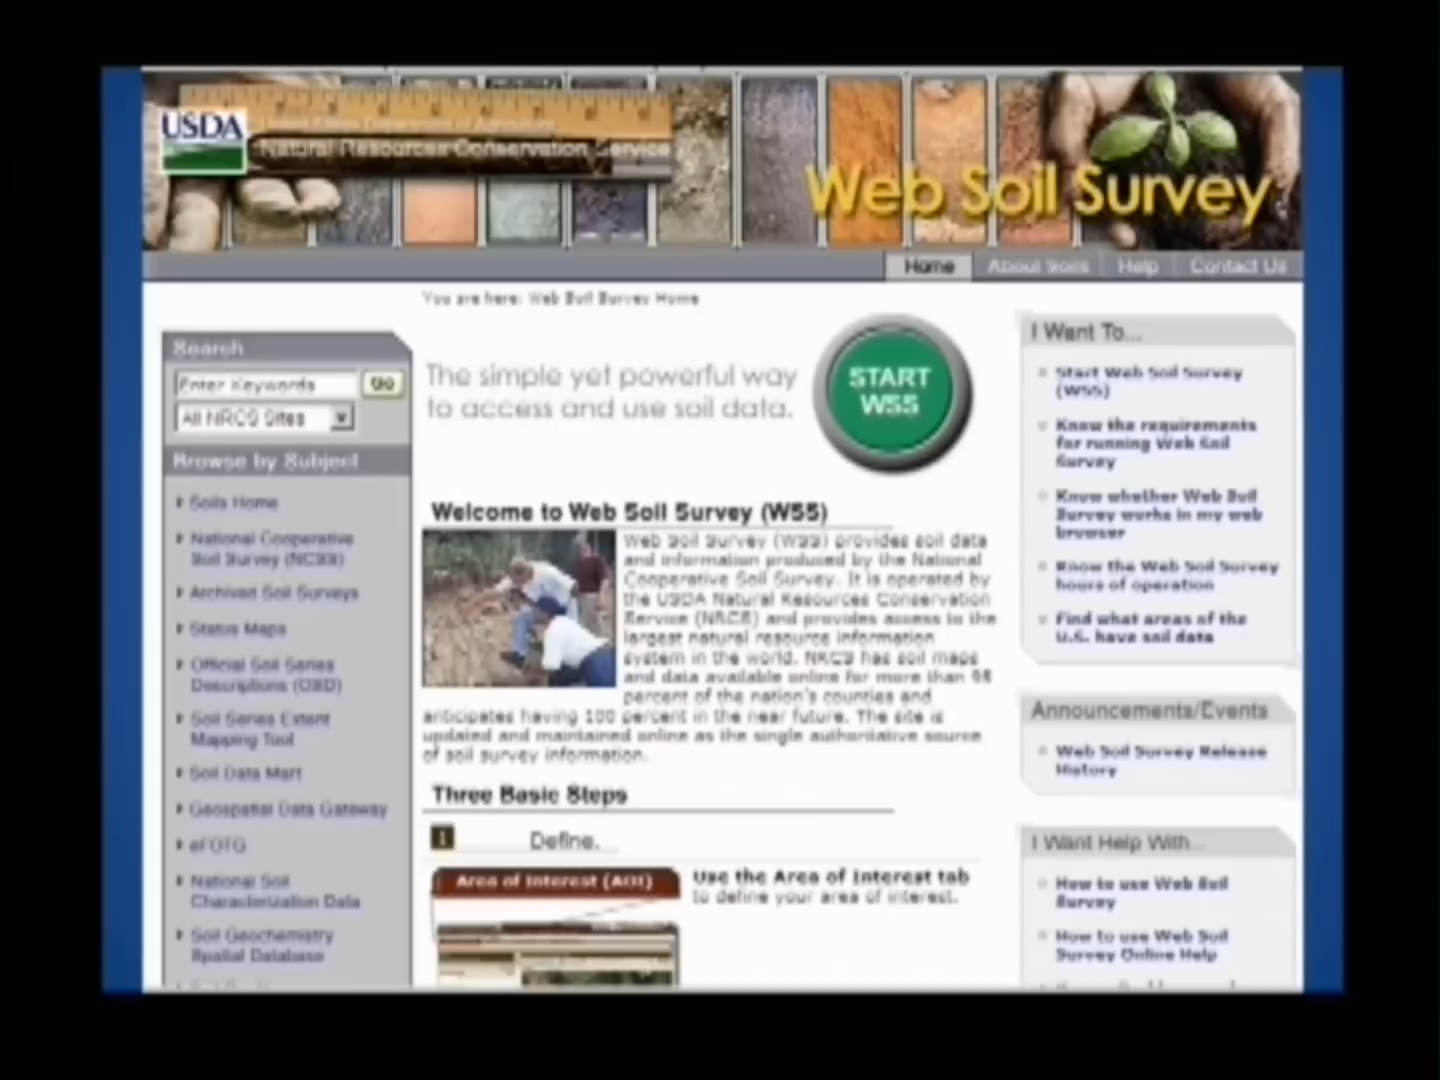 USDA
United States Department of Agriculture
Natural Resources Conservation Service
Web Soil Survey
Home
About Soils
Help
Contact Us
You are here: Web Soil Survey Home
Search
Enter Keywords
Go
All NRCS Sites
Browse by Subject
Soils Home
National Cooperative
Soil Survey (NCSS)
Archived Soil Surveys
Status Maps
Official Soil Series
Descriptions (OSD)
Soil Series Extent
Mapping Tool
Soil Data Mart
Geospatial Data Gateway
eFOTG
National Soil
Characterization Data
Soil Geochemistry
Spatial Database
The simple yet powerful way
to access and use soil data.
START
WSS
Welcome to Web Soil Survey (WSS)
Web Soil Survey (WSS) provides soil data
and information produced by the National
Cooperative Soil Survey. It is operated by
the USDA Natural Resources Conservation
Service (NRCS) and provides access to the
largest natural resource information
system in the world. NRCS has soil maps
and data available online for more than 95
percent of the nation's counties and
anticipates having 100 percent in the near future. The site is
updated and maintained online as the single authoritative source
of soil survey information.
Three Basic Steps
1
Define.
Area of Interest (AOI)
Use the Area of Interest tab
to define your area of interest.
I Want To...
Start Web Soil Survey
(WSS)
Know the requirements
for running Web Soil
Survey
Know whether Web Soil
Survey works in my web
browser
Know the Web Soil Survey
hours of operation
Find what areas of the
U.S. have soil data
Announcements/Events
Web Soil Survey Release
History
I Want Help With...
How to use Web Soil
Survey
How to use Web Soil
Survey Online Help